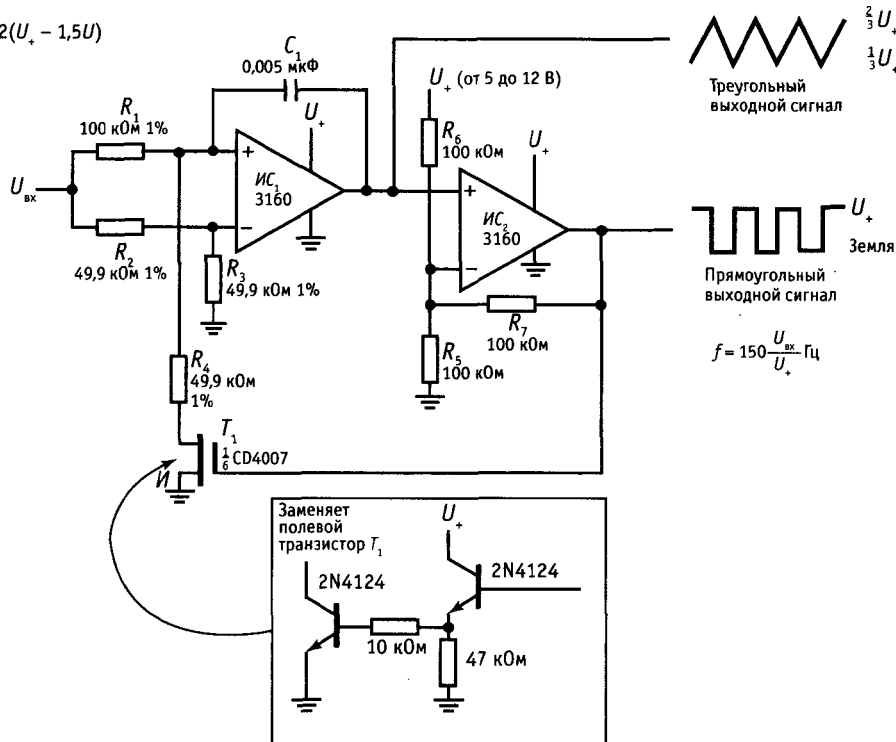 2(U₊ – 1,5U)
C₁
0,005 мкФ
R₁
100 кОм 1%
U₊
U₊ (от 5 до 12 В)
R₆
100 кОм
U₊
⅔U₊
⅓U₊
Треугольный
выходной сигнал
Uвх
+
–
ИС₁
3160
+
–
ИС₂
3160
R₂
49,9 кОм 1%
R₃
49,9 кОм 1%
R₇
100 кОм
R₅
100 кОм
U₊
Земля
Прямоугольный
выходной сигнал
f = 150 Uвх/U₊ Гц
R₄
49,9 кОм
1%
T₁
⅙ CD4007
И
Заменяет
полевой
транзистор T₁
U₊
2N4124
2N4124
10 кОм
47 кОм